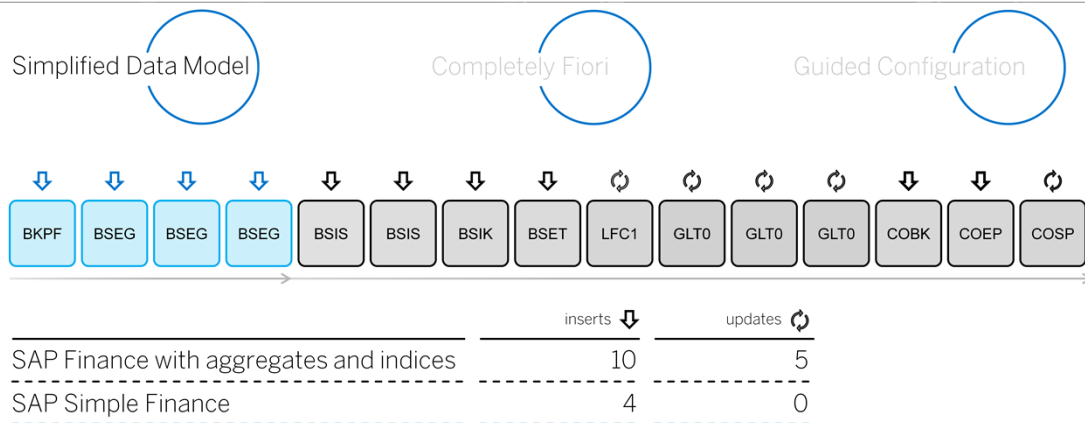 Simplified Data Model
Completely Fiori
Guided Configuration
BKPF BSEG BSEG BSEG BSIS BSIS BSIK BSET LFC1 GLT0 GLT0 GLT0 COBK COEP COSP
inserts updates
SAP Finance with aggregates and indices 10 5
SAP Simple Finance 4 0